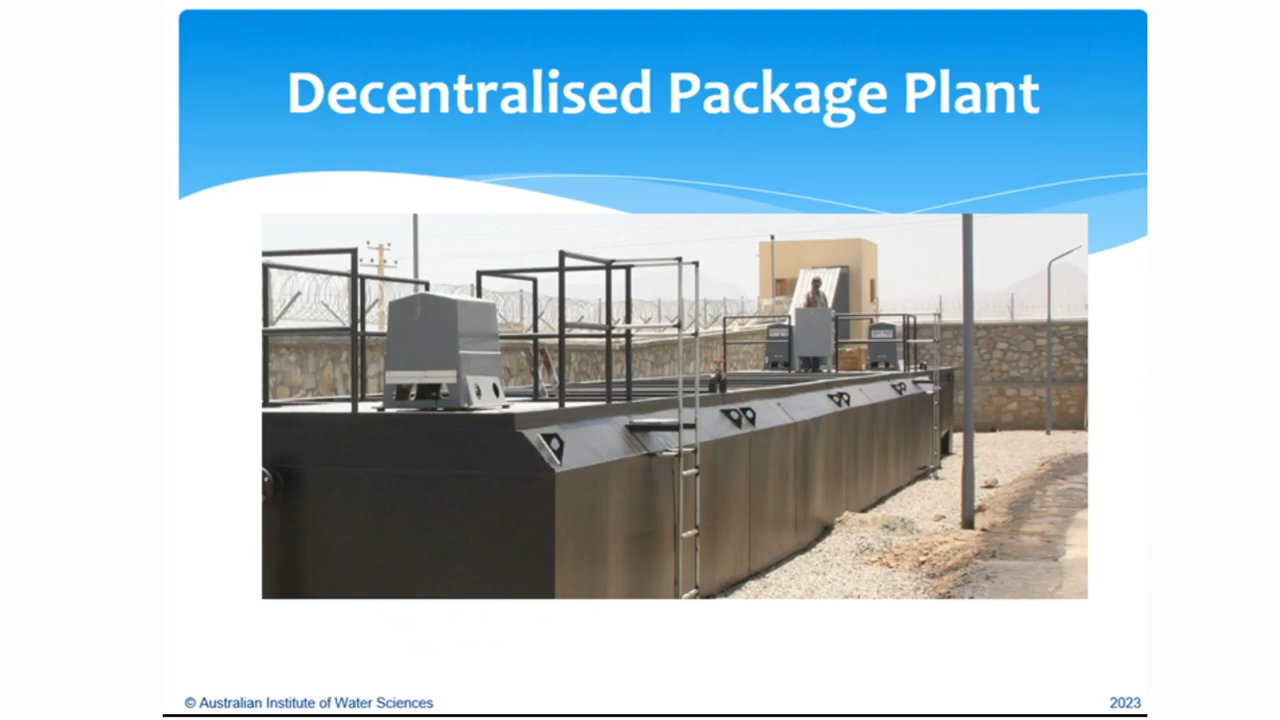 Decentralised Package Plant
© Australian Institute of Water Sciences
2023